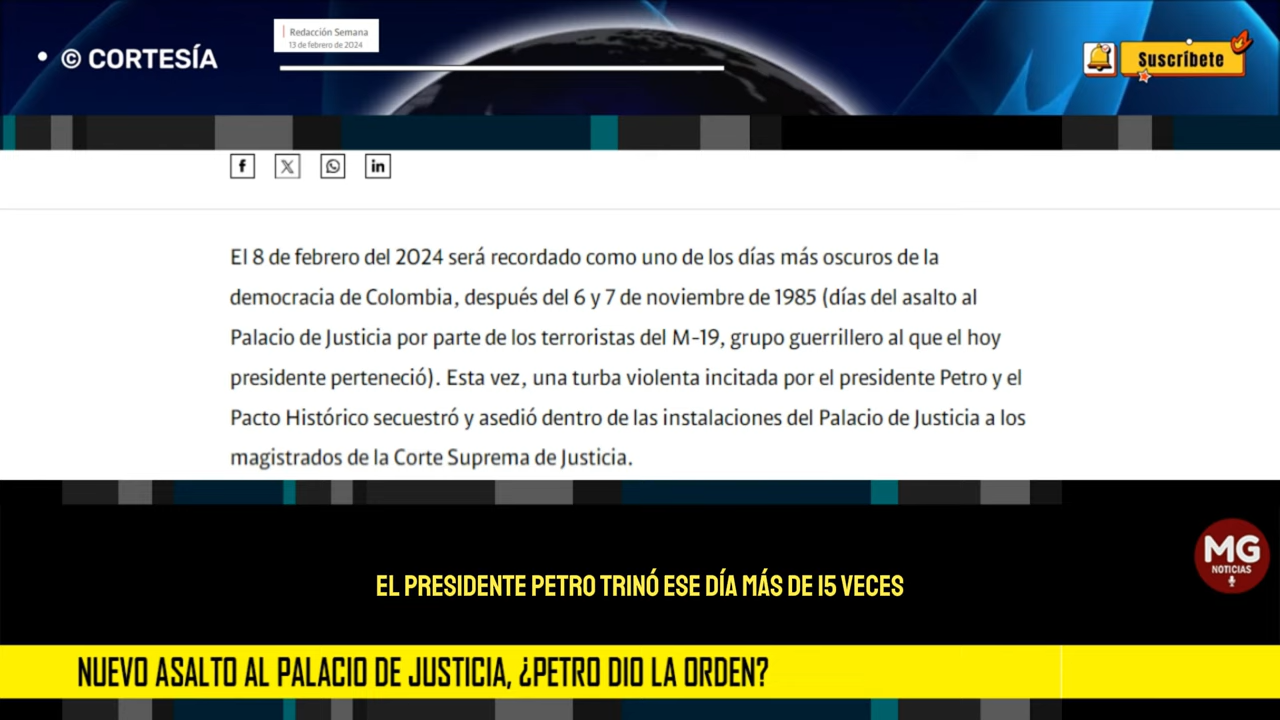 • © CORTESÍA
Redacción Semana
13 de febrero de 2024
Suscríbete
El 8 de febrero del 2024 será recordado como uno de los días más oscuros de la
democracia de Colombia, después del 6 y 7 de noviembre de 1985 (días del asalto al
Palacio de Justicia por parte de los terroristas del M-19, grupo guerrillero al que el hoy
presidente perteneció). Esta vez, una turba violenta incitada por el presidente Petro y el
Pacto Histórico secuestró y asedió dentro de las instalaciones del Palacio de Justicia a los
magistrados de la Corte Suprema de Justicia.
MG
NOTICIAS
EL PRESIDENTE PETRO TRINÓ ESE DÍA MÁS DE 15 VECES
NUEVO ASALTO AL PALACIO DE JUSTICIA, ¿PETRO DIO LA ORDEN?